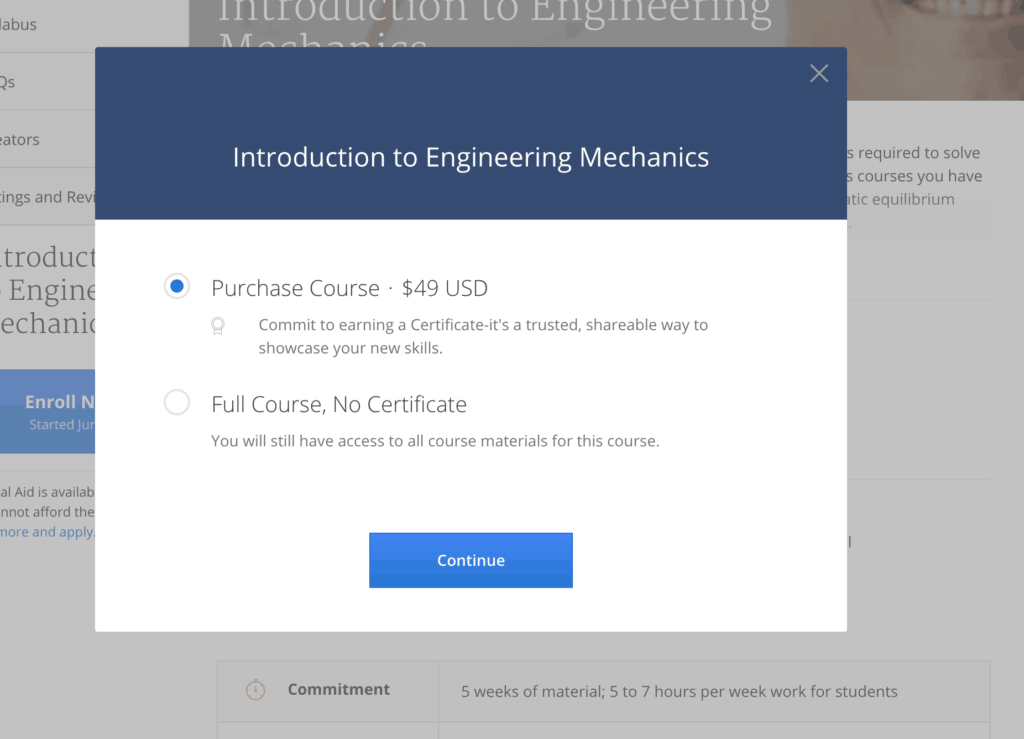 Introduction to Engineering
Mechanics
Introduction to Engineering Mechanics
Purchase Course · $49 USD
Commit to earning a Certificate-it's a trusted, shareable way to
showcase your new skills.
Full Course, No Certificate
You will still have access to all course materials for this course.
Continue
llabus
Qs
eators
tings and Revi
troduct
Engine
echanic
Enroll N
Started Jun
al Aid is availab
nnot afford the
more and apply.
s required to solve
s courses you have
atic equilibrium
Commitment
5 weeks of material; 5 to 7 hours per week work for students